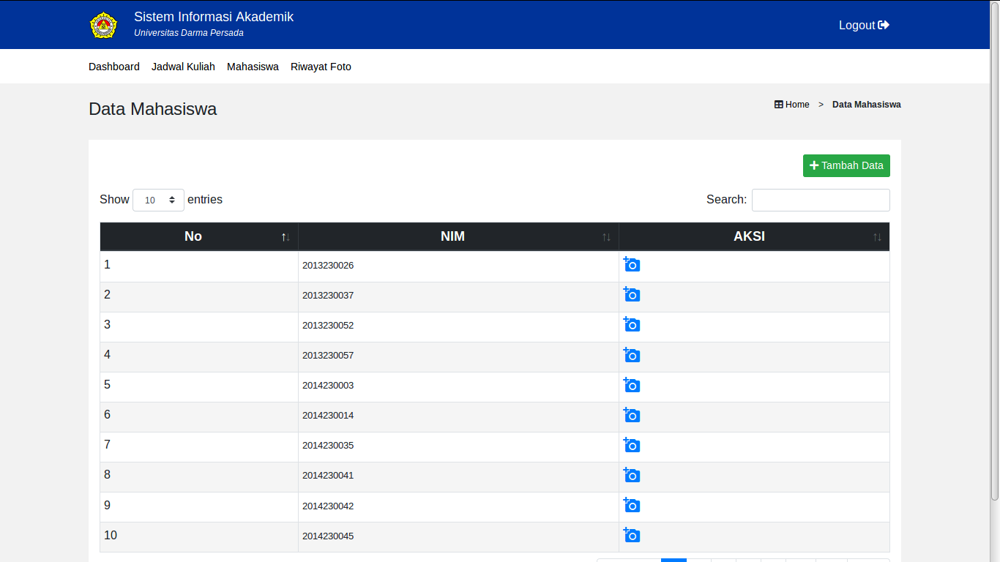 Sistem Informasi Akademik
Universitas Darma Persada
Logout
Dashboard Jadwal Kuliah Mahasiswa Riwayat Foto
Data Mahasiswa
Home > Data Mahasiswa
Tambah Data
Show 10 entries
Search:
No NIM AKSI
1 2013230026
2 2013230037
3 2013230052
4 2013230057
5 2014230003
6 2014230014
7 2014230035
8 2014230041
9 2014230042
10 2014230045